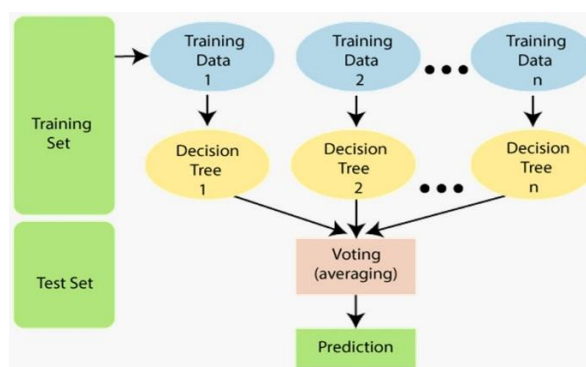 Training
Set
Test Set
Training
Data
1
Training
Data
2
Training
Data
n
Decision
Tree
1
Decision
Tree
2
Decision
Tree
n
Voting
(averaging)
Prediction